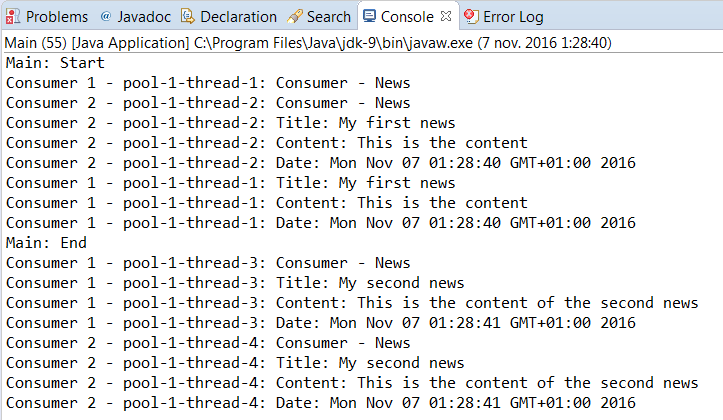 Problems @ Javadoc Declaration Search Console Error Log
Main (55) [Java Application] C:\Program Files\Java\jdk-9\bin\javaw.exe (7 nov. 2016 1:28:40)
Main: Start
Consumer 1 - pool-1-thread-1: Consumer - News
Consumer 2 - pool-1-thread-2: Consumer - News
Consumer 2 - pool-1-thread-2: Title: My first news
Consumer 2 - pool-1-thread-2: Content: This is the content
Consumer 2 - pool-1-thread-2: Date: Mon Nov 07 01:28:40 GMT+01:00 2016
Consumer 1 - pool-1-thread-1: Title: My first news
Consumer 1 - pool-1-thread-1: Content: This is the content
Consumer 1 - pool-1-thread-1: Date: Mon Nov 07 01:28:40 GMT+01:00 2016
Main: End
Consumer 1 - pool-1-thread-3: Consumer - News
Consumer 1 - pool-1-thread-3: Title: My second news
Consumer 1 - pool-1-thread-3: Content: This is the content of the second news
Consumer 1 - pool-1-thread-3: Date: Mon Nov 07 01:28:41 GMT+01:00 2016
Consumer 2 - pool-1-thread-4: Consumer - News
Consumer 2 - pool-1-thread-4: Title: My second news
Consumer 2 - pool-1-thread-4: Content: This is the content of the second news
Consumer 2 - pool-1-thread-4: Date: Mon Nov 07 01:28:41 GMT+01:00 2016